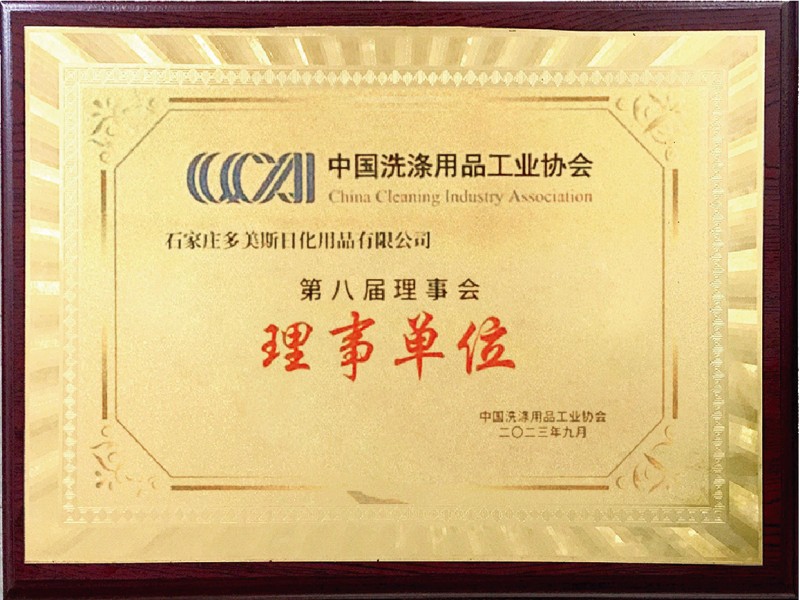 CCIA 中国洗涤用品工业协会
China Cleaning Industry Association
石家庄多美斯日化用品有限公司
第八届理事会
理事单位
中国洗涤用品工业协会
二〇二三年九月